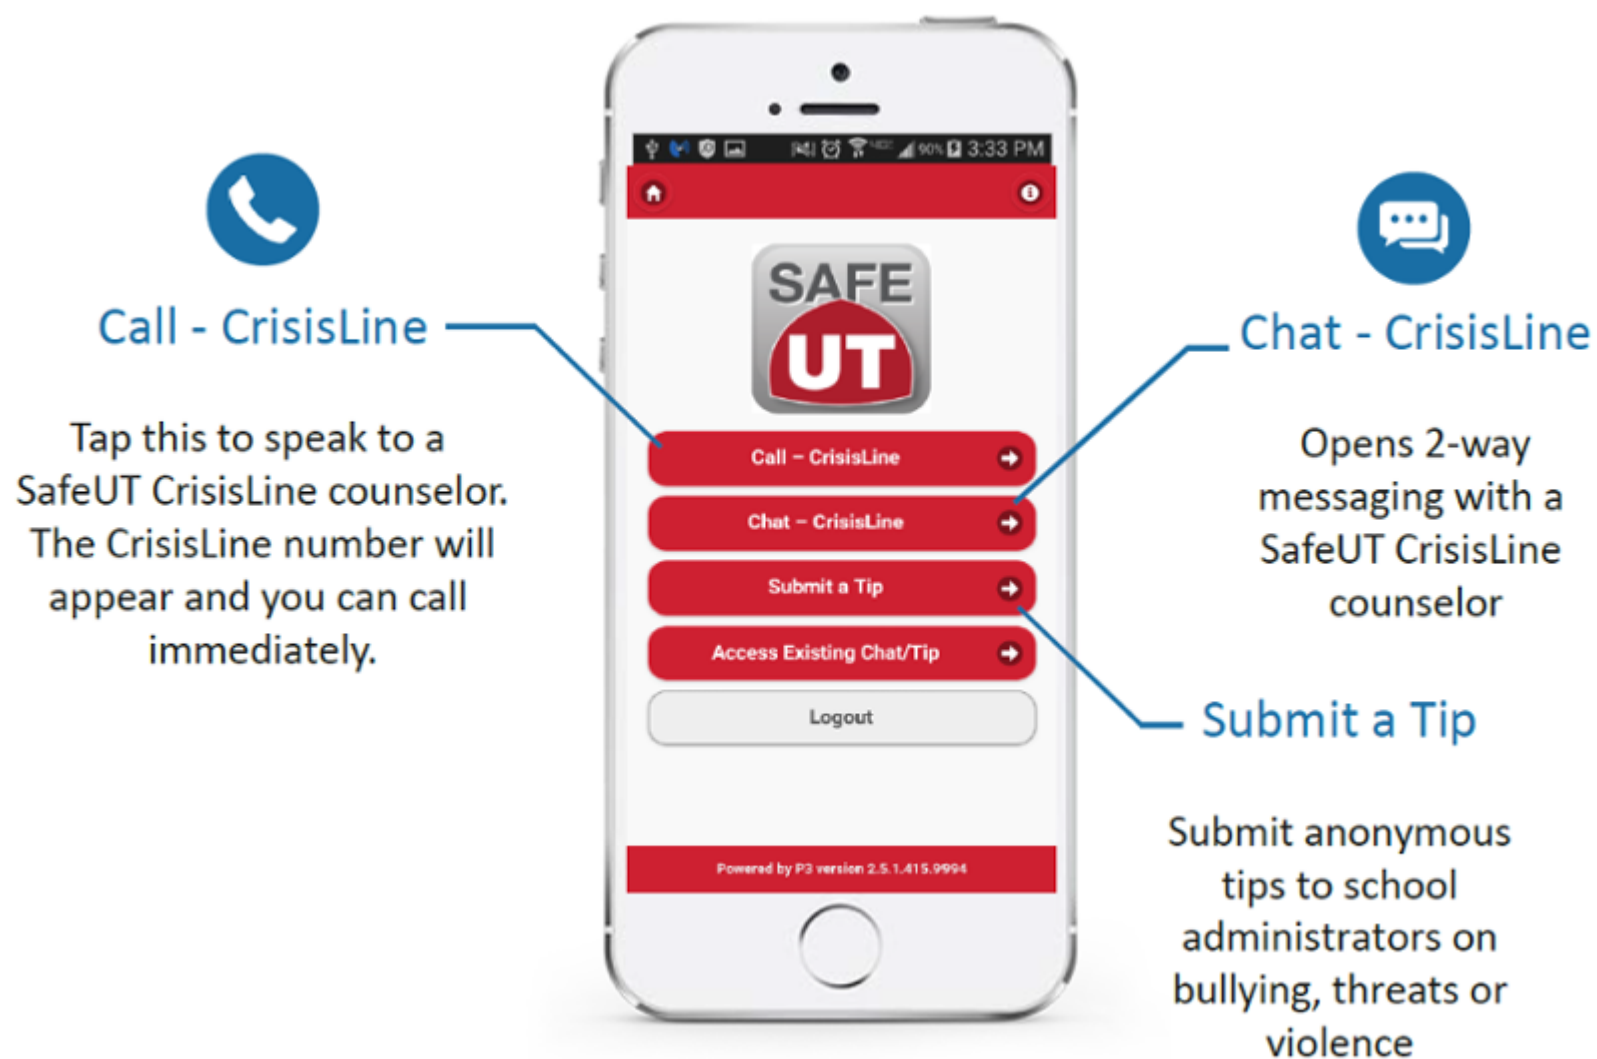 Call - CrisisLine
Tap this to speak to a
SafeUT CrisisLine counselor.
The CrisisLine number will
appear and you can call
immediately.
90% 3:33 PM
SAFE
UT
Call – CrisisLine
Chat – CrisisLine
Submit a Tip
Access Existing Chat/Tip
Logout
Powered by P3 version 2.5.1.415.9994
Chat - CrisisLine
Opens 2-way
messaging with a
SafeUT CrisisLine
counselor
Submit a Tip
Submit anonymous
tips to school
administrators on
bullying, threats or
violence